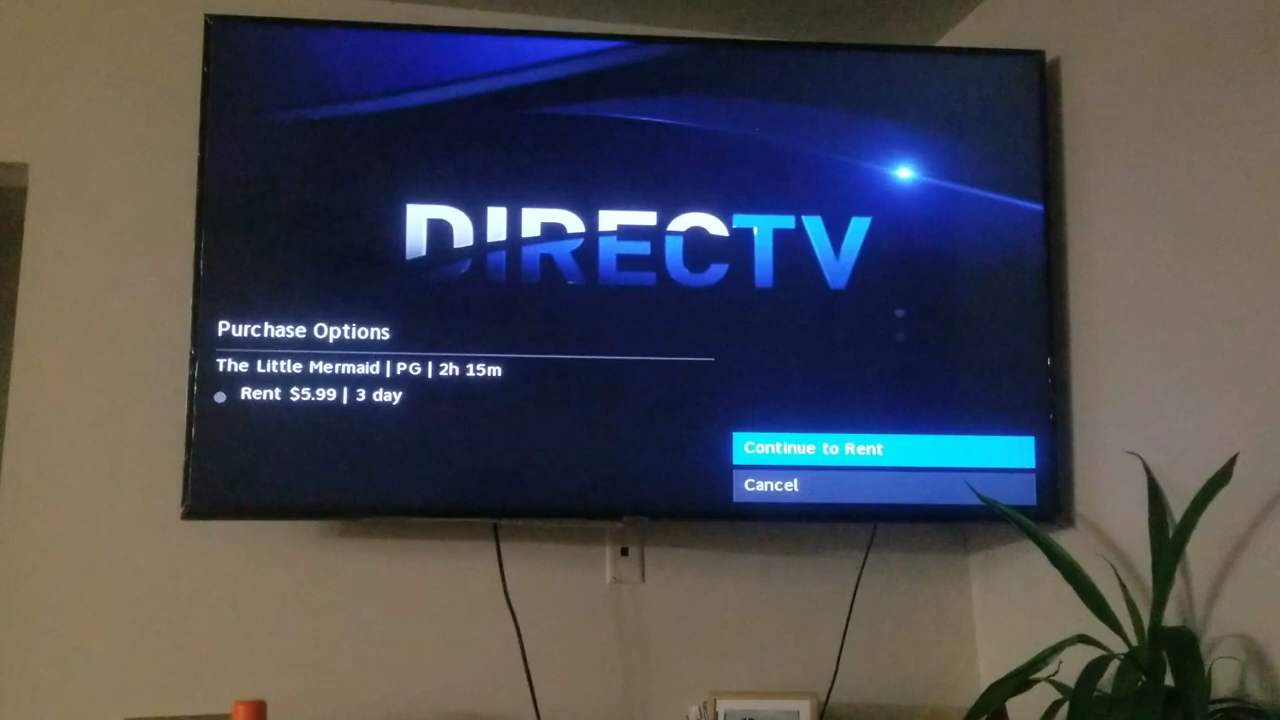 DIRECTV
Purchase Options
The Little Mermaid | PG | 2h 15m
Rent $5.99 | 3 day
Continue to Rent
Cancel